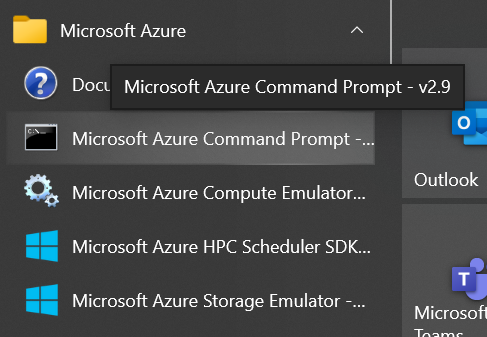 Microsoft Azure
Docu
Microsoft Azure Command Prompt - v2.9
Microsoft Azure Command Prompt -...
Microsoft Azure Compute Emulator...
Microsoft Azure HPC Scheduler SDK...
Microsoft Azure Storage Emulator -...
Outlook
Microsoft
Teams